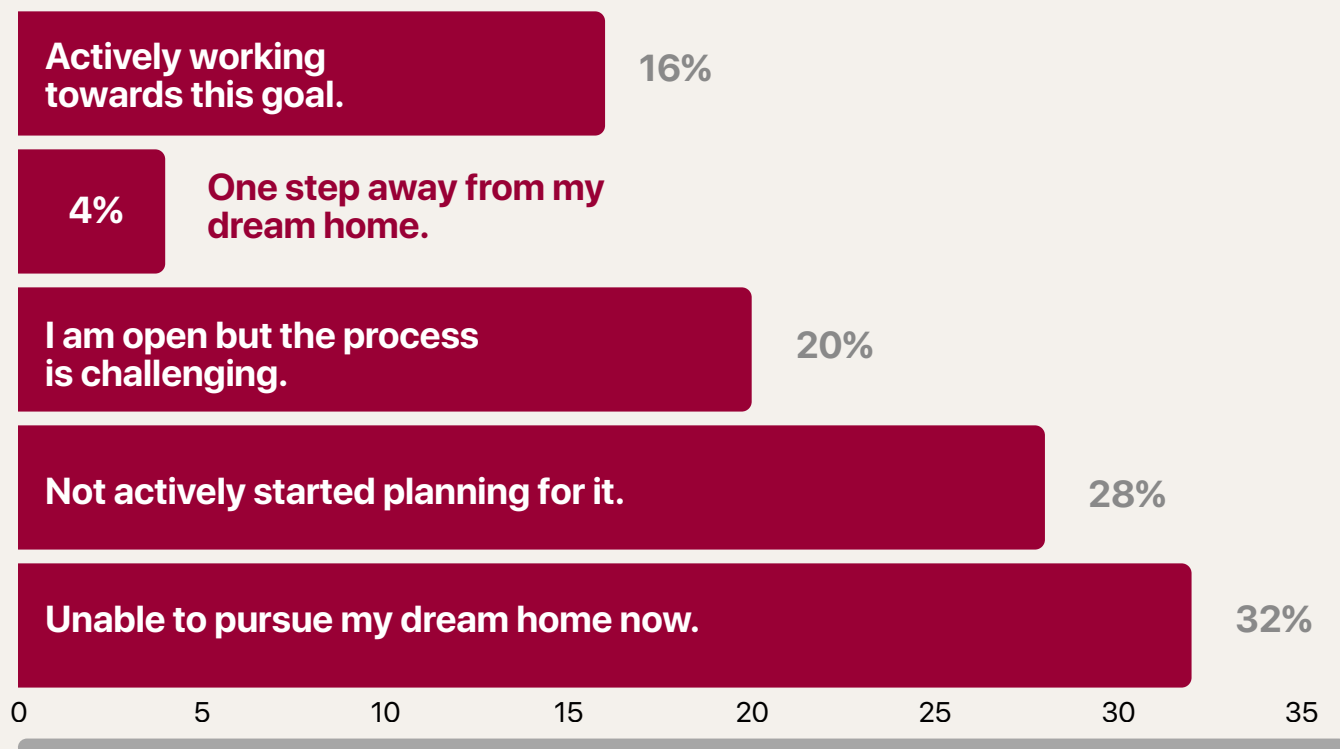 Actively working
towards this goal.
16%
4%
One step away from my
dream home.
I am open but the process
is challenging.
20%
Not actively started planning for it.
28%
Unable to pursue my dream home now.
32%
0 5 10 15 20 25 30 35